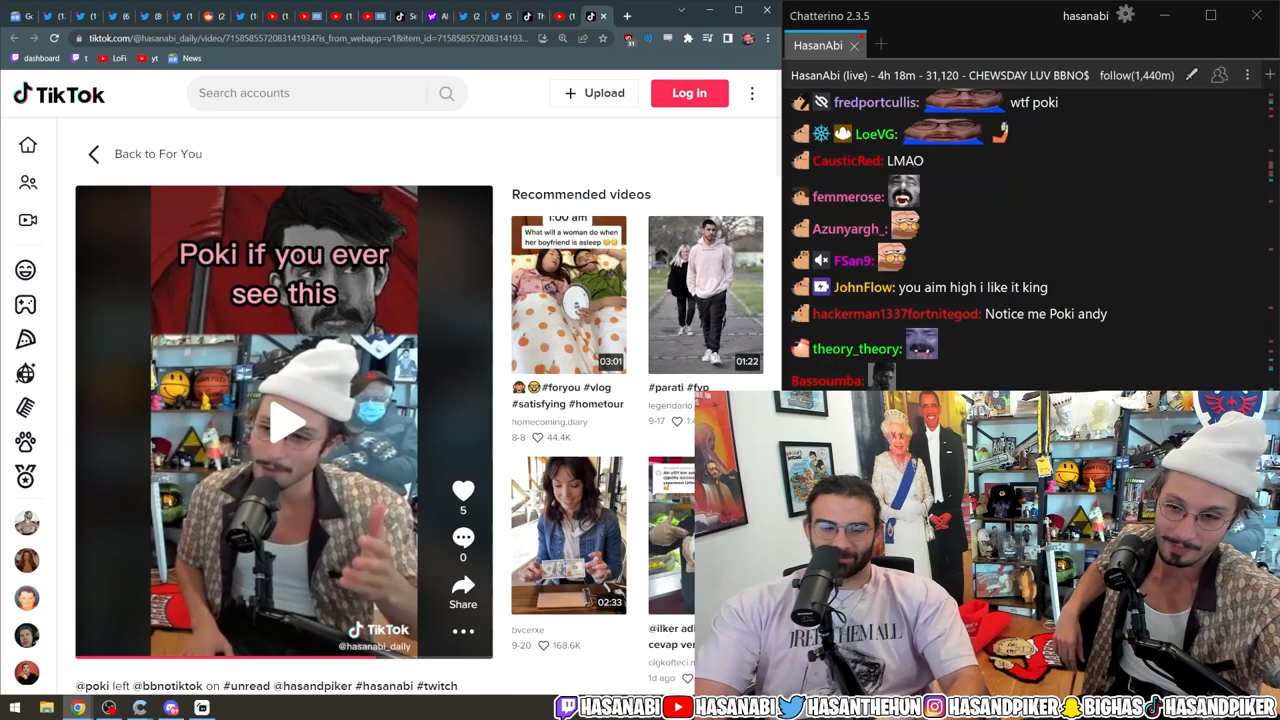 tiktok.com/@hasanabi_daily/video/7158585572083141934?is_from_webapp=v1&item_id=71585855720831419З4...
dashboard
t
LoFi
yt
News
TikTok
Search accounts
Upload
Log in
Back to For You
Poki if you ever
see this
5
0
Share
TikTok
@hasanabi_daily
@poki left @bbnotiktok on #unread @hasandpiker #hasanabi #twitch
Recommended videos
1:00 am
What will a woman do when
her boyfriend is asleep
03:01
#foryou #vlog
#satisfying #hometour
homecoming.diary
8-8 44.4K
01:22
#parati #fyp
legendario
9-17
02:33
bvcerxe
9-20 168.6K
@ilker adl
cevap ver
cigkofteci.
1d ago
Chatterino 2.3.5
hasanabi
HasanAbi
HasanAbi (live) - 4h 18m - 31,120 - CHEWSDAY LUV BBNO$
follow(1,440m)
fredportcullis: wtf poki
LoeVG:
CausticRed: LMAO
femmerose:
Azunyargh_:
FSan9:
JohnFlow: you aim high i like it king
hackerman1337fortnitegod: Notice me Poki andy
theory_theory:
Bassoumba:
HASANABI HASANABI HASANTHEHUN HASANDPIKER BIGHAS HASANDPIKER